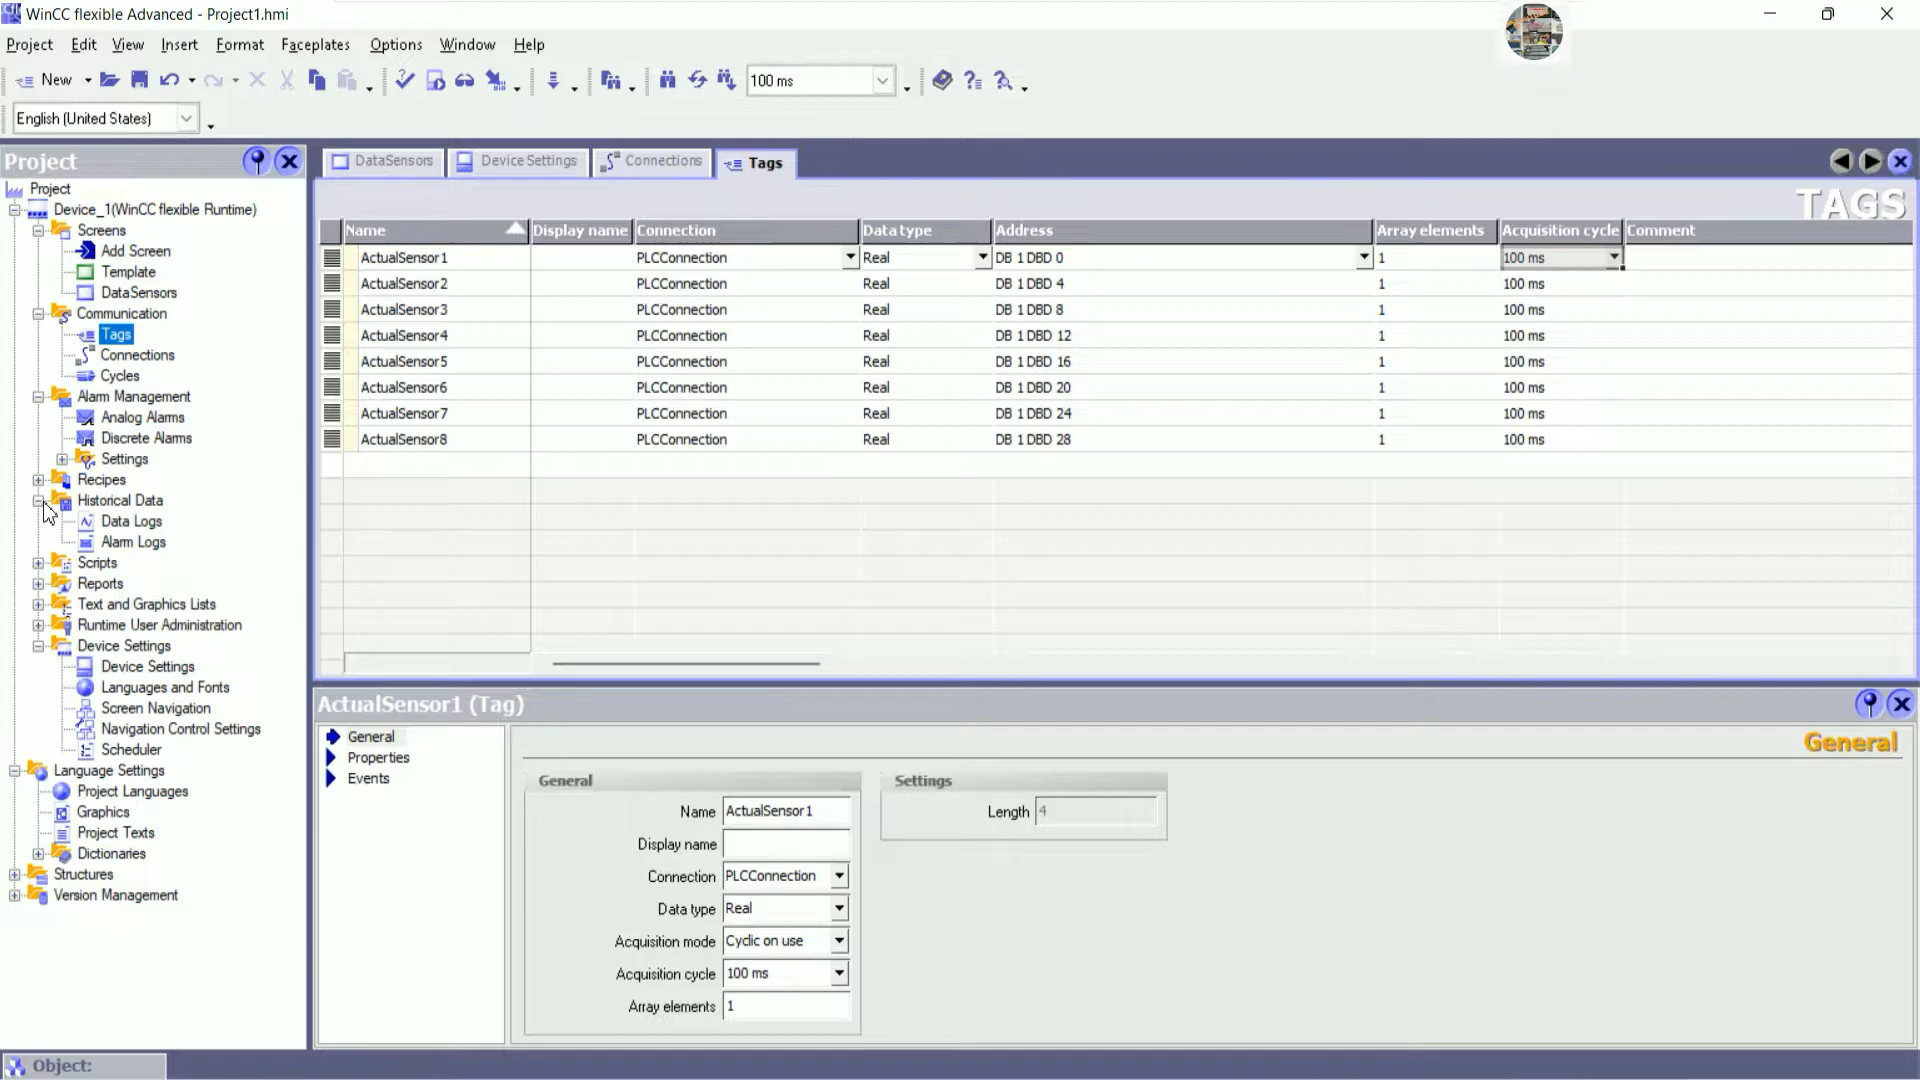 WinCC flexible Advanced - Project1.hmi
Project Edit View Insert Format Faceplates Options Window Help
New 100 ms
English (United States)
Project
Project
Device_1(WinCC flexible Runtime)
Screens
Add Screen
Template
DataSensors
Communication
Tags
Connections
Cycles
Alarm Management
Analog Alarms
Discrete Alarms
Settings
Recipes
Historical Data
Data Logs
Alarm Logs
Scripts
Reports
Text and Graphics Lists
Runtime User Administration
Device Settings
Device Settings
Languages and Fonts
Screen Navigation
Navigation Control Settings
Scheduler
Language Settings
Project Languages
Graphics
Project Texts
Dictionaries
Structures
Version Management
DataSensors Device Settings Connections Tags
TAGS
Name Display name Connection Data type Address Array elements Acquisition cycle Comment
ActualSensor1 PLCConnection Real DB 1 DBD 0 1 100 ms
ActualSensor2 PLCConnection Real DB 1 DBD 4 1 100 ms
ActualSensor3 PLCConnection Real DB 1 DBD 8 1 100 ms
ActualSensor4 PLCConnection Real DB 1 DBD 12 1 100 ms
ActualSensor5 PLCConnection Real DB 1 DBD 16 1 100 ms
ActualSensor6 PLCConnection Real DB 1 DBD 20 1 100 ms
ActualSensor7 PLCConnection Real DB 1 DBD 24 1 100 ms
ActualSensor8 PLCConnection Real DB 1 DBD 28 1 100 ms
ActualSensor1 (Tag)
General
Properties
Events
General
General
Name ActualSensor1
Display name
Connection PLCConnection
Data type Real
Acquisition mode Cyclic on use
Acquisition cycle 100 ms
Array elements 1
Settings
Length 4
Object: